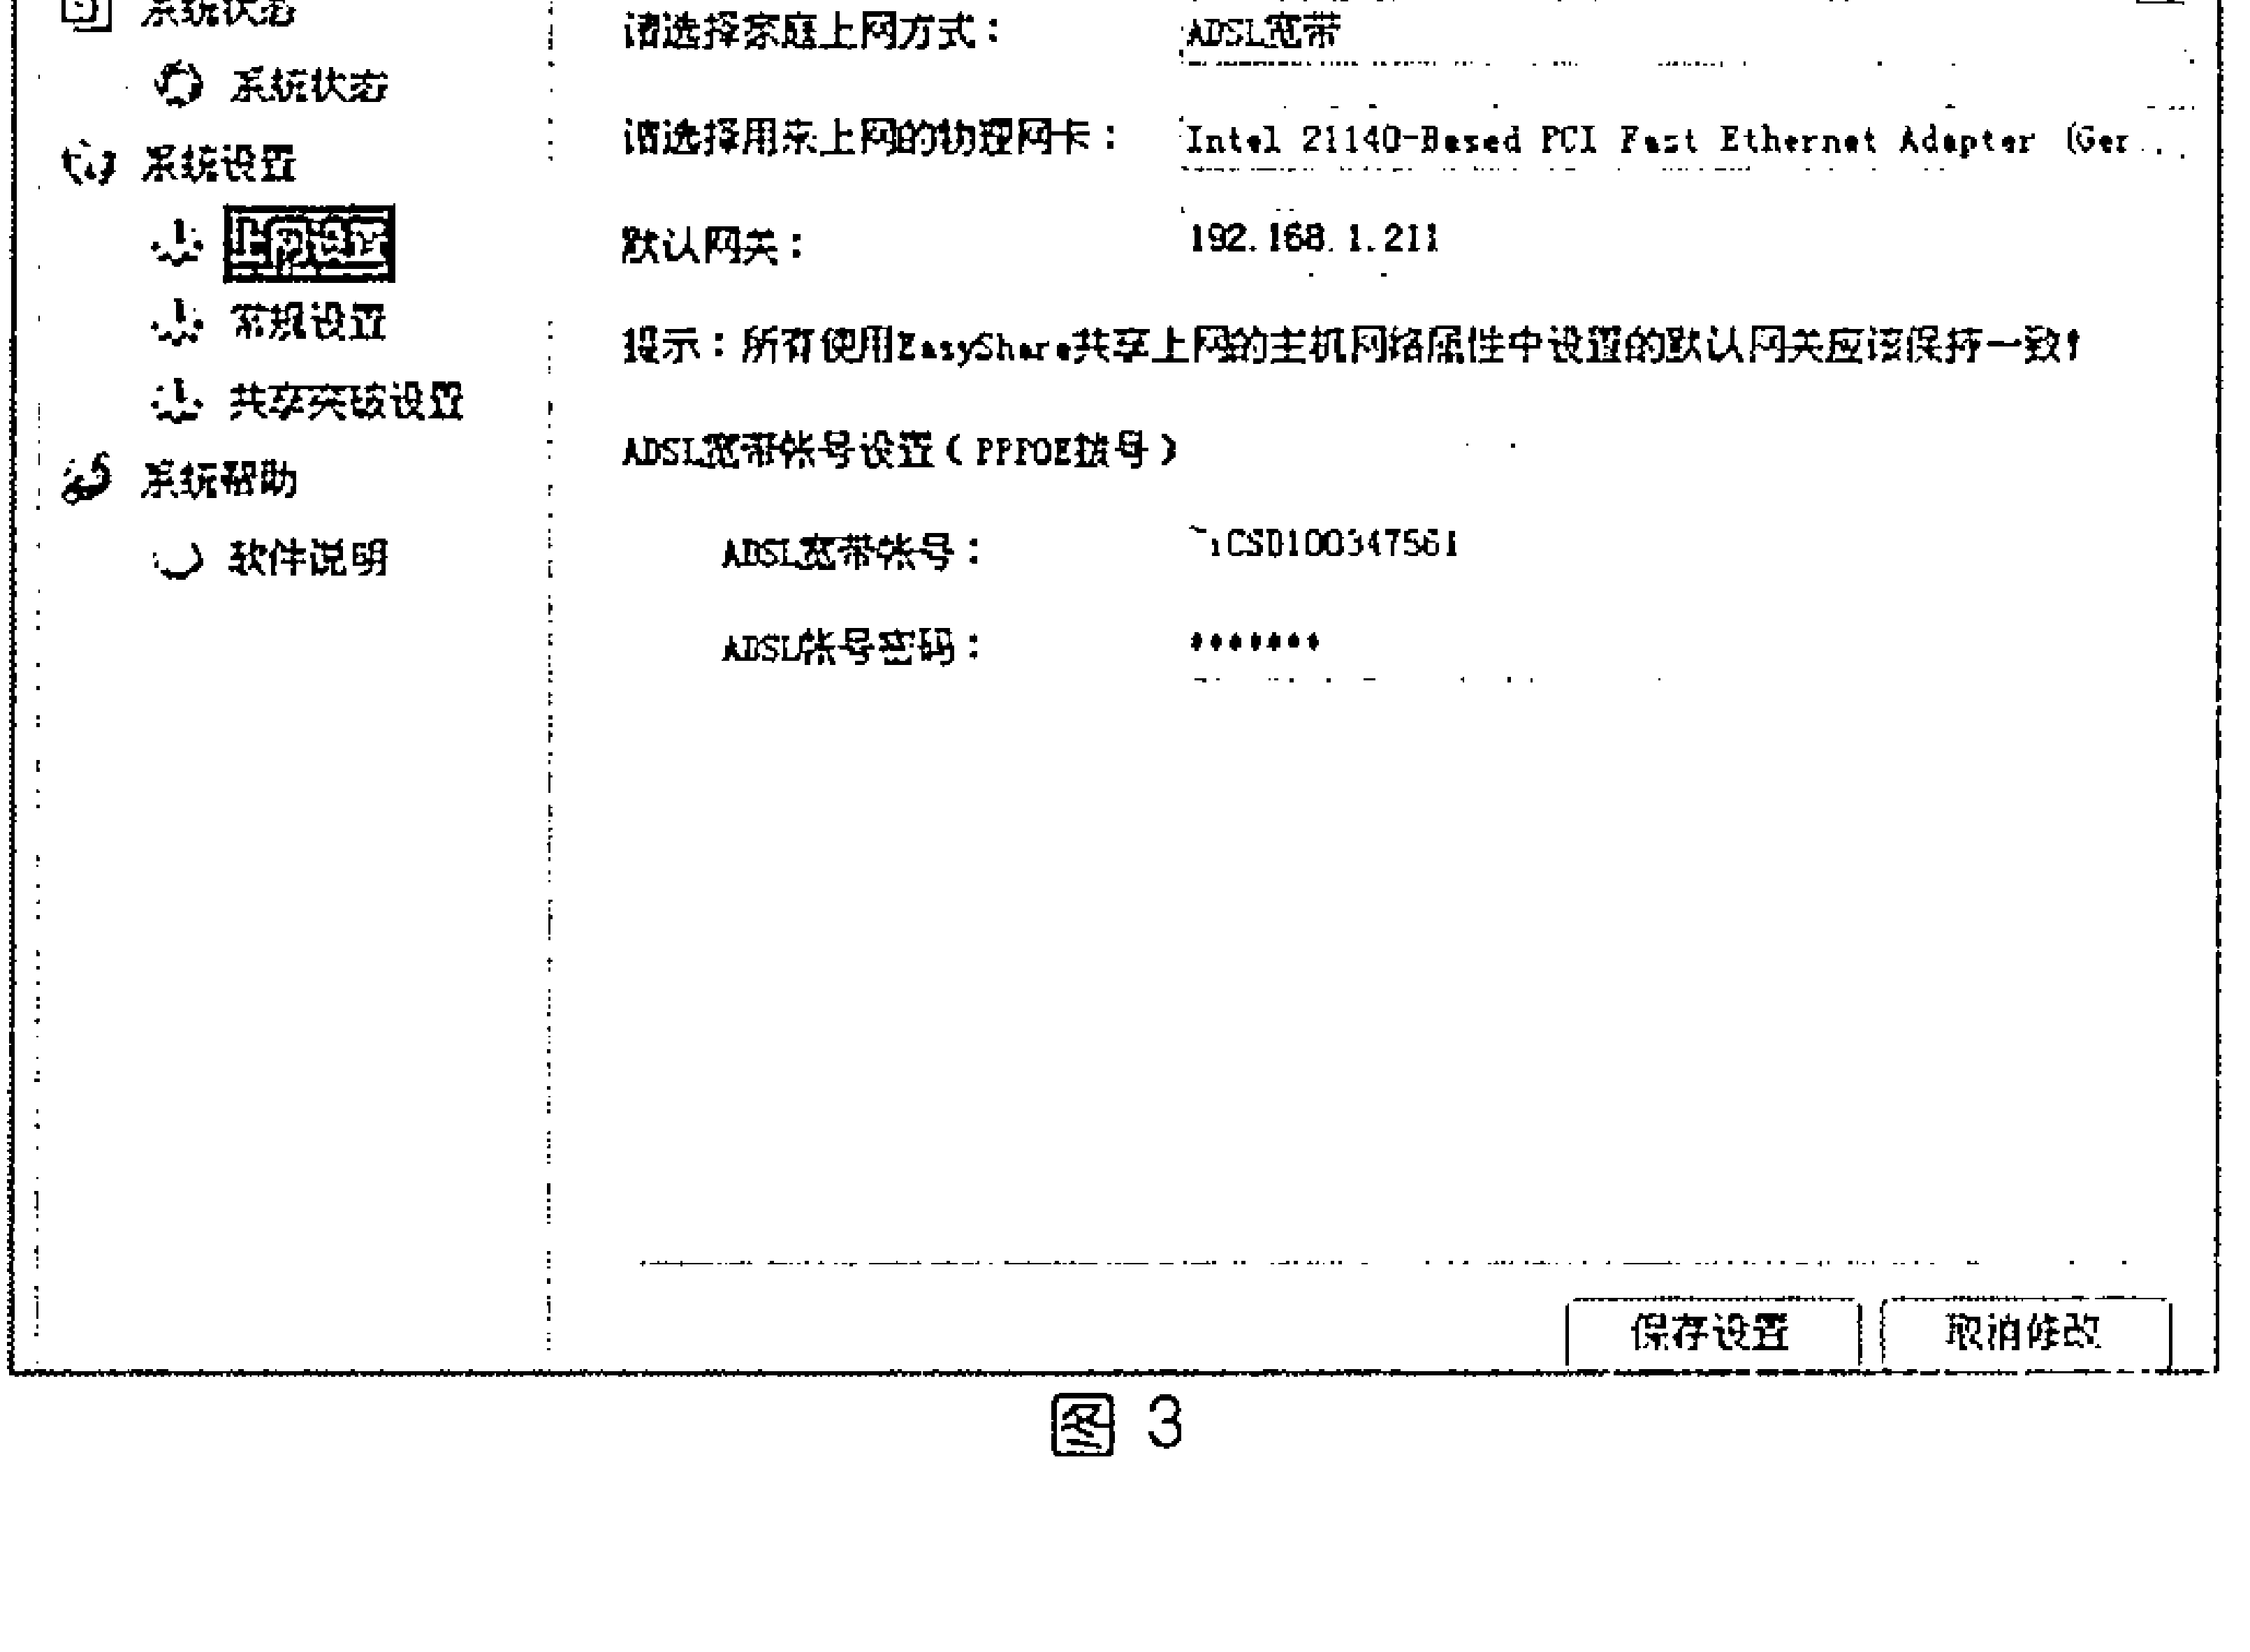 系统状态
系统状态
系统设置
上网设置
常规设置
共享突破设置
系统帮助
软件说明
请选择家庭上网方式： ADSL宽带
请选择用来上网的物理网卡： Intel 21140-Based PCI Fast Ethernet Adapter (Ger...
默认网关： 192.168.1.211
提示：所有使用EasyShare共享上网的主机网络属性中设置的默认网关应该保持一致！
ADSL宽带帐号设置（PPPOE拨号）
ADSL宽带帐号： CSD100347561
ADSL帐号密码： *******
保存设置 取消修改
图 3